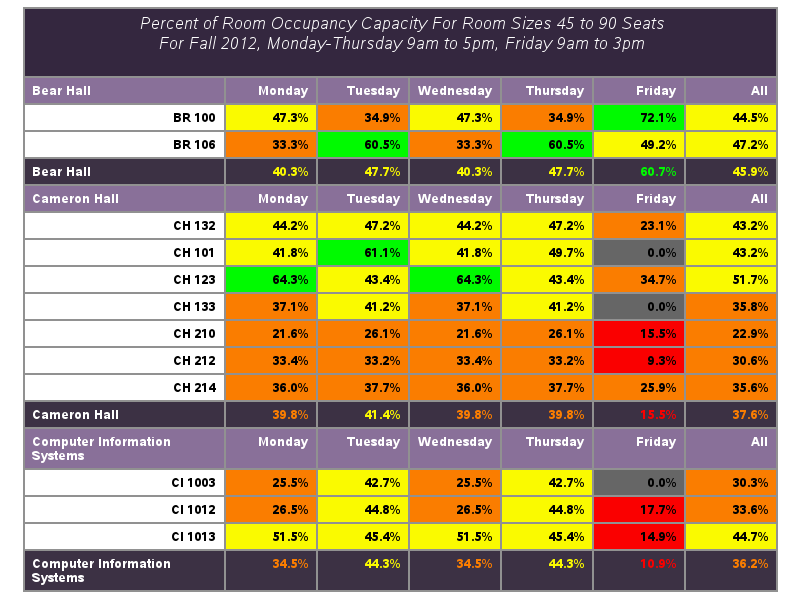 Percent of Room Occupancy Capacity For Room Sizes 45 to 90 Seats
For Fall 2012, Monday-Thursday 9am to 5pm, Friday 9am to 3pm
Bear Hall Monday Tuesday Wednesday Thursday Friday All
BR 100 47.3% 34.9% 47.3% 34.9% 72.1% 44.5%
BR 106 33.3% 60.5% 33.3% 60.5% 49.2% 47.2%
Bear Hall 40.3% 47.7% 40.3% 47.7% 60.7% 45.9%
Cameron Hall Monday Tuesday Wednesday Thursday Friday All
CH 132 44.2% 47.2% 44.2% 47.2% 23.1% 43.2%
CH 101 41.8% 61.1% 41.8% 49.7% 0.0% 43.2%
CH 123 64.3% 43.4% 64.3% 43.4% 34.7% 51.7%
CH 133 37.1% 41.2% 37.1% 41.2% 0.0% 35.8%
CH 210 21.6% 26.1% 21.6% 26.1% 15.5% 22.9%
CH 212 33.4% 33.2% 33.4% 33.2% 9.3% 30.6%
CH 214 36.0% 37.7% 36.0% 37.7% 25.9% 35.6%
Cameron Hall 39.8% 41.4% 39.8% 39.8% 15.5% 37.6%
Computer Information Monday Tuesday Wednesday Thursday Friday All
Systems
CI 1003 25.5% 42.7% 25.5% 42.7% 0.0% 30.3%
CI 1012 26.5% 44.8% 26.5% 44.8% 17.7% 33.6%
CI 1013 51.5% 45.4% 51.5% 45.4% 14.9% 44.7%
Computer Information 34.5% 44.3% 34.5% 44.3% 10.9% 36.2%
Systems